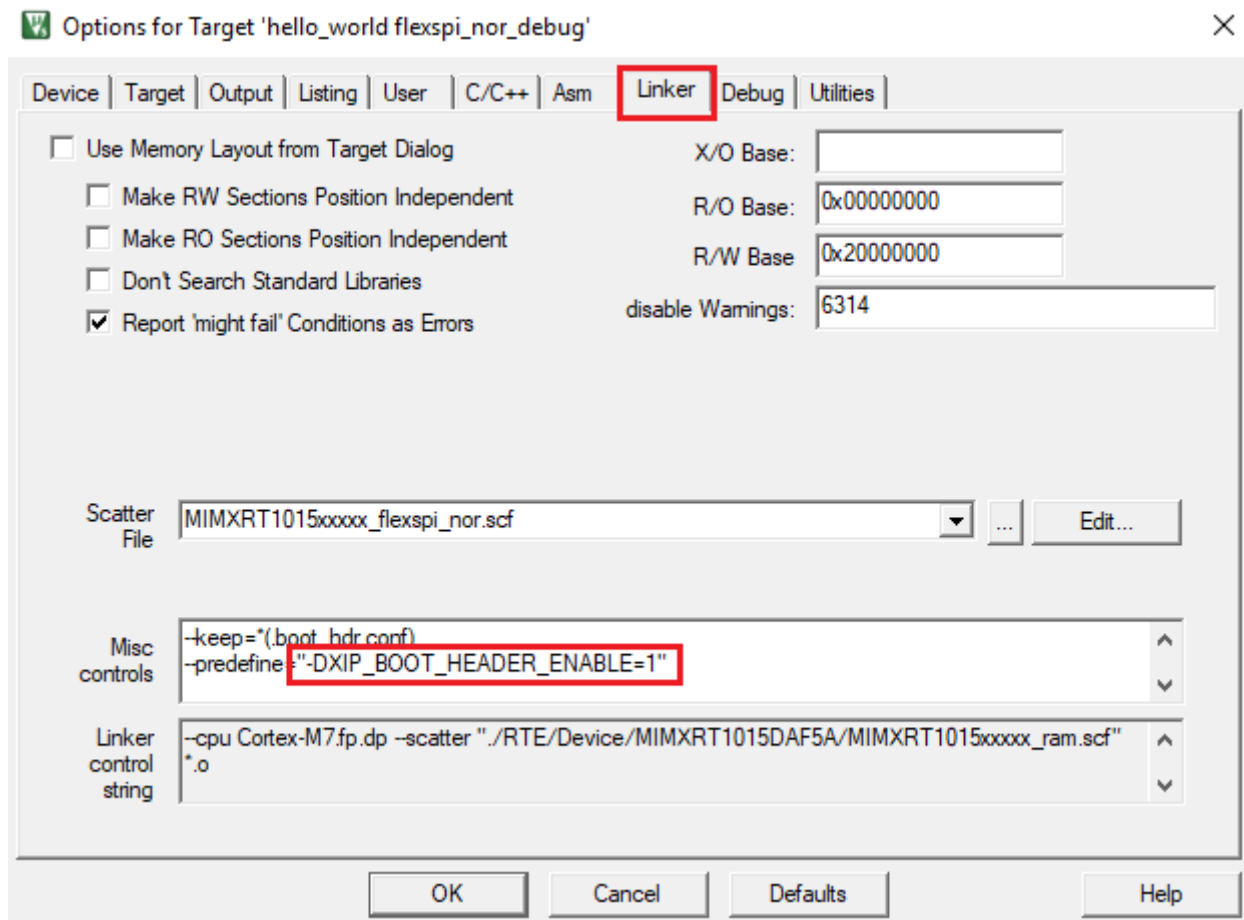 Options for Target 'hello_world flexspi_nor_debug'
Device Target Output Listing User C/C++ Asm Linker Debug Utilities
Use Memory Layout from Target Dialog
X/O Base:
Make RW Sections Position Independent
R/O Base: 0x00000000
Make RO Sections Position Independent
R/W Base 0x20000000
Don't Search Standard Libraries
disable Warnings: 6314
Report 'might fail' Conditions as Errors
Scatter File
MIMXRT1015xxxxx_flexspi_nor.scf
... Edit...
Misc controls
--keep=*(.boot_hdr.conf)
--predefine="-DXIP_BOOT_HEADER_ENABLE=1"
Linker control string
--cpu Cortex-M7.fp.dp --scatter "./RTE/Device/MIMXRT1015DAF5A/MIMXRT1015xxxxx_ram.scf"
*.o
OK Cancel Defaults Help